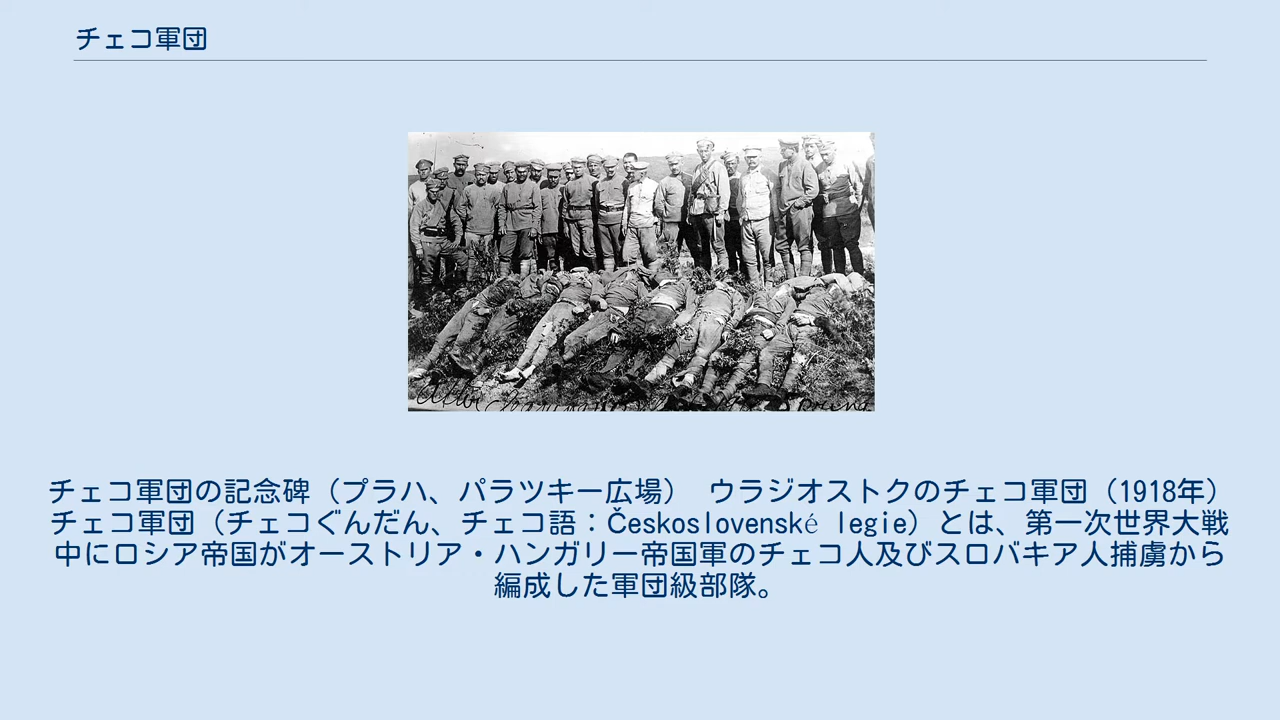 チェコ軍団
チェコ軍団の記念碑（プラハ、パラツキー広場） ウラジオストクのチェコ軍団（1918年）
チェコ軍団（チェコぐんだん、チェコ語：Československé legie）とは、第一次世界大戦
中にロシア帝国がオーストリア・ハンガリー帝国軍のチェコ人及びスロバキア人捕虜から
編成した軍団級部隊。